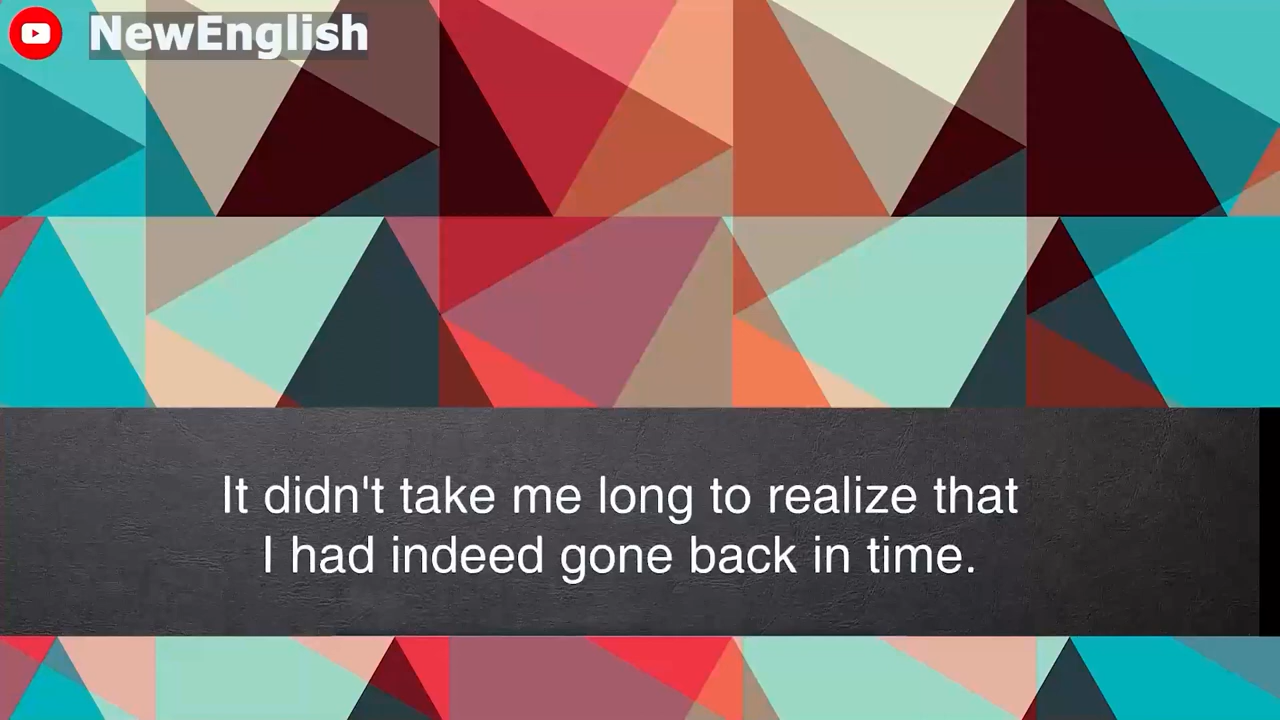 NewEnglish
It didn't take me long to realize that
I had indeed gone back in time.